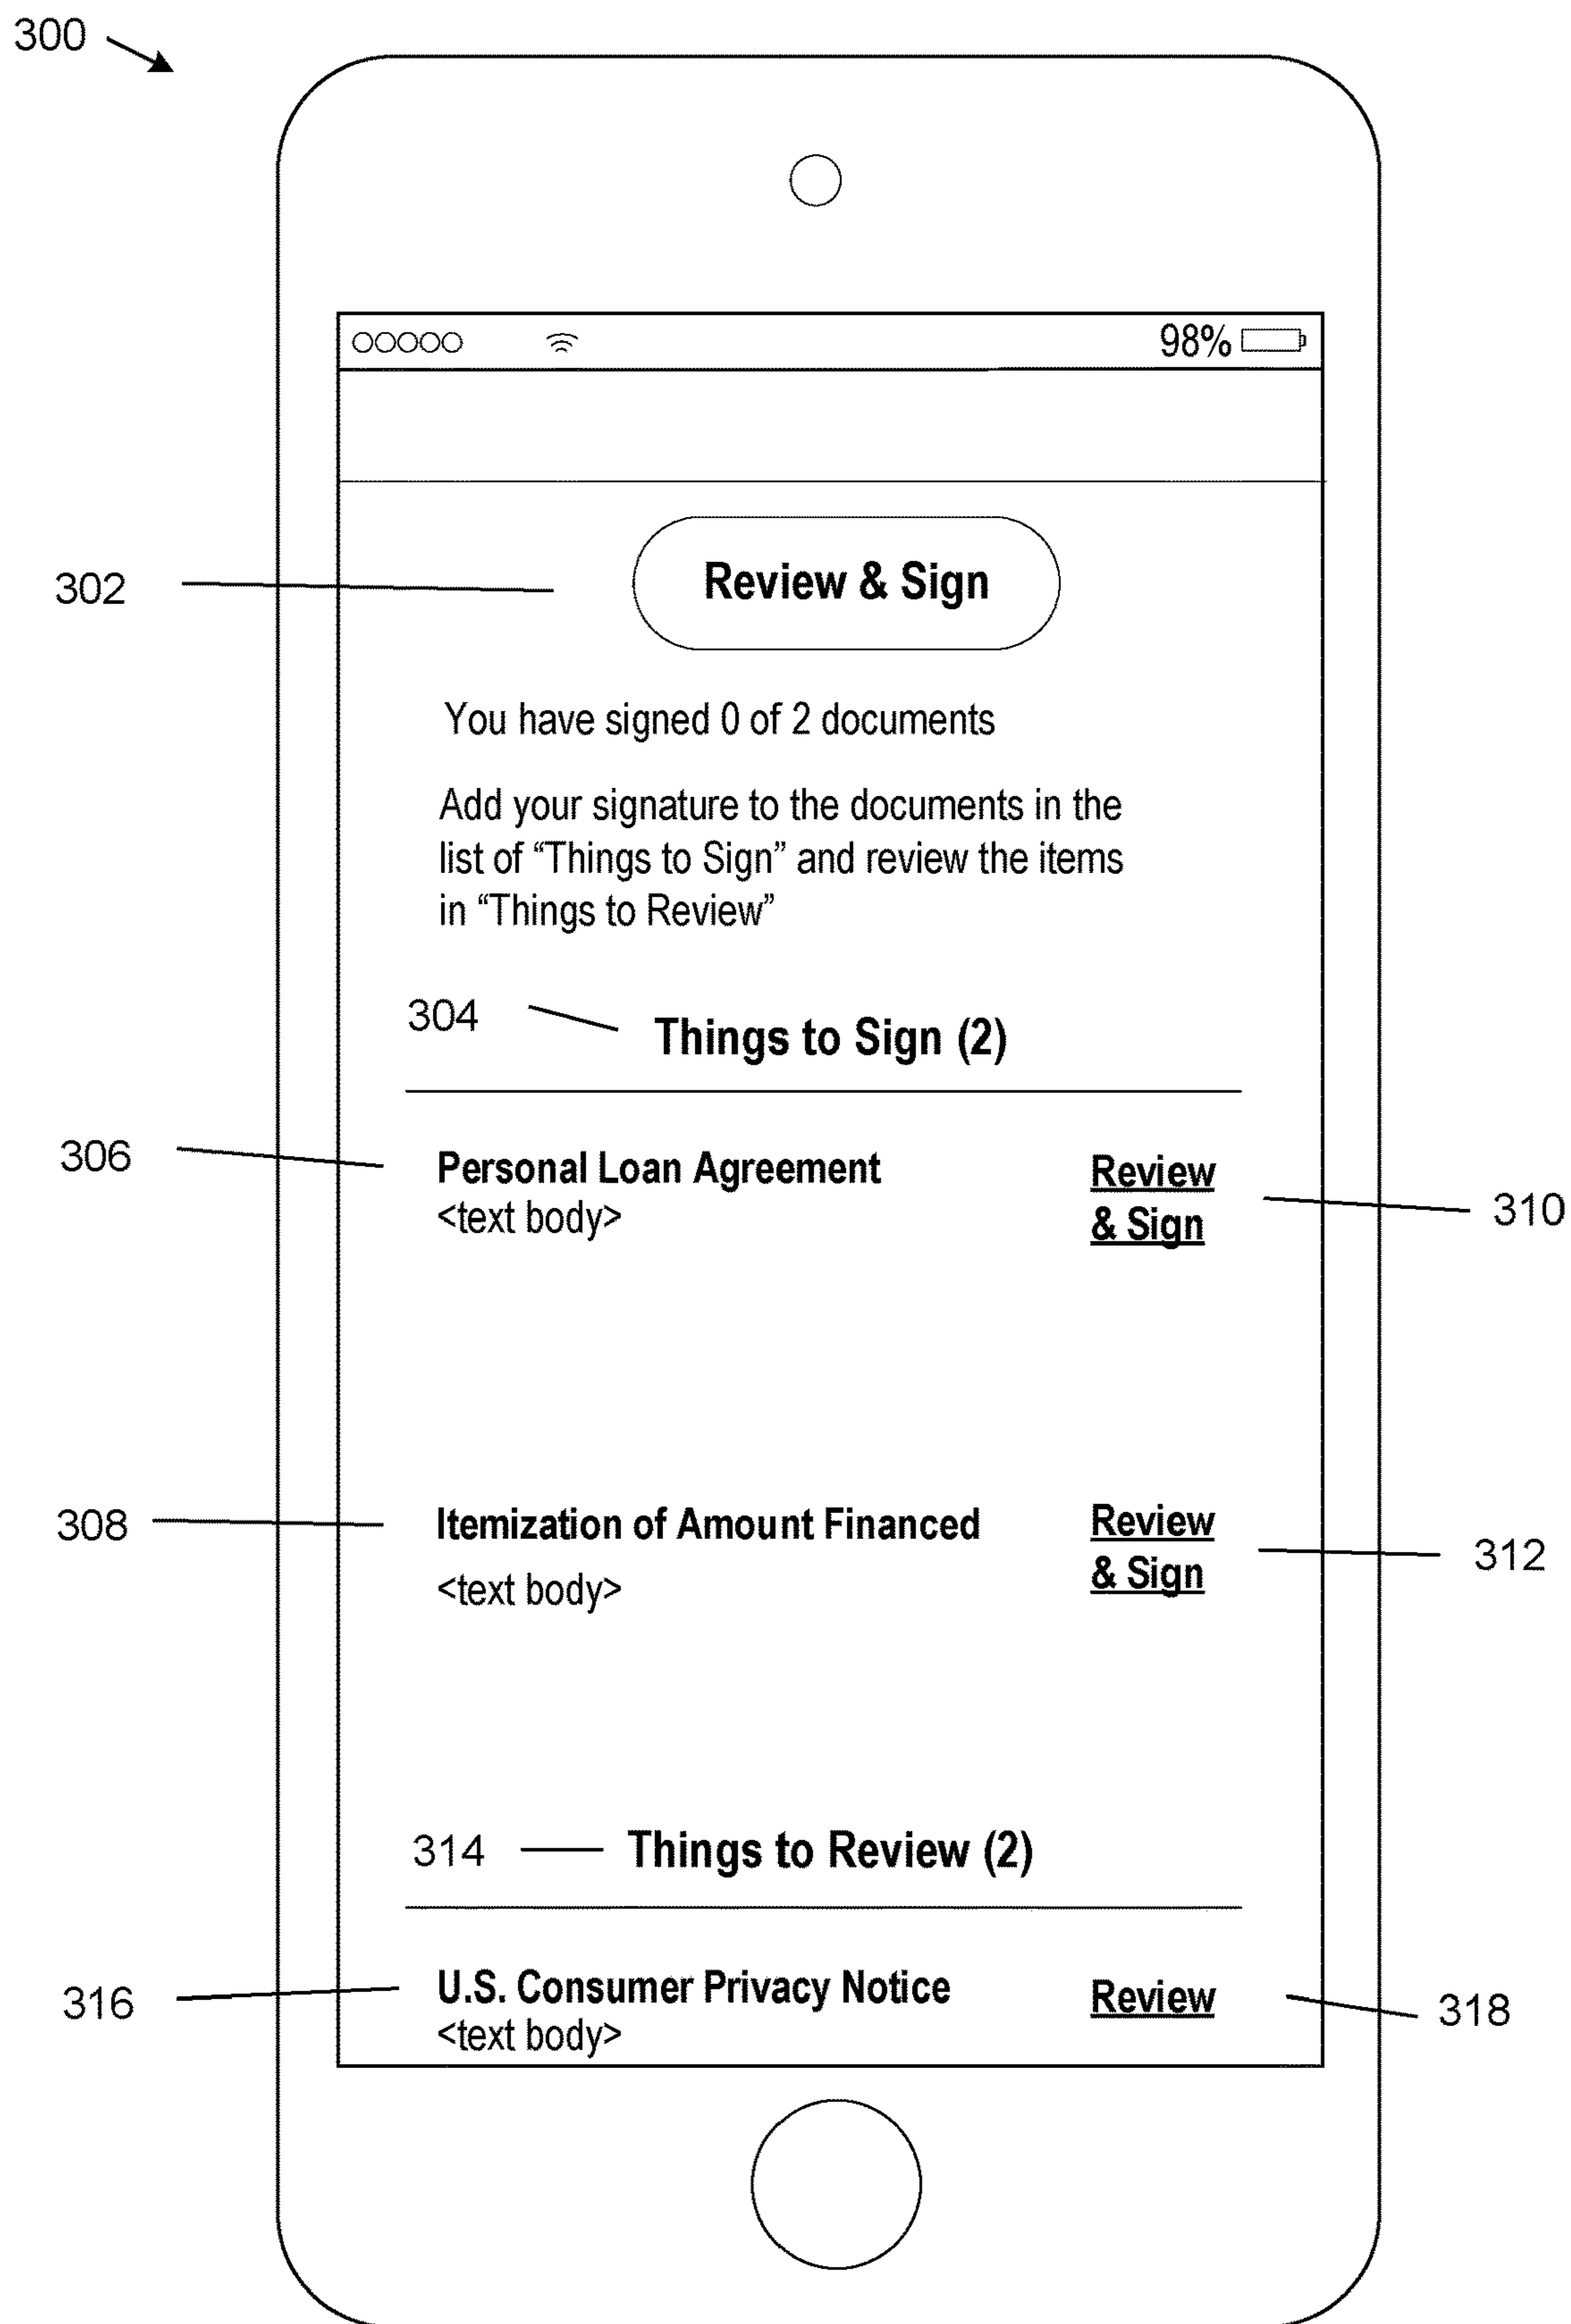 300
98%
302
Review & Sign
You have signed 0 of 2 documents
Add your signature to the documents in the
list of “Things to Sign” and review the items
in “Things to Review”
304
Things to Sign (2)
306
Personal Loan Agreement
<text body>
Review
& Sign
310
308
Itemization of Amount Financed
<text body>
Review
& Sign
312
314
Things to Review (2)
316
U.S. Consumer Privacy Notice
<text body>
Review
318